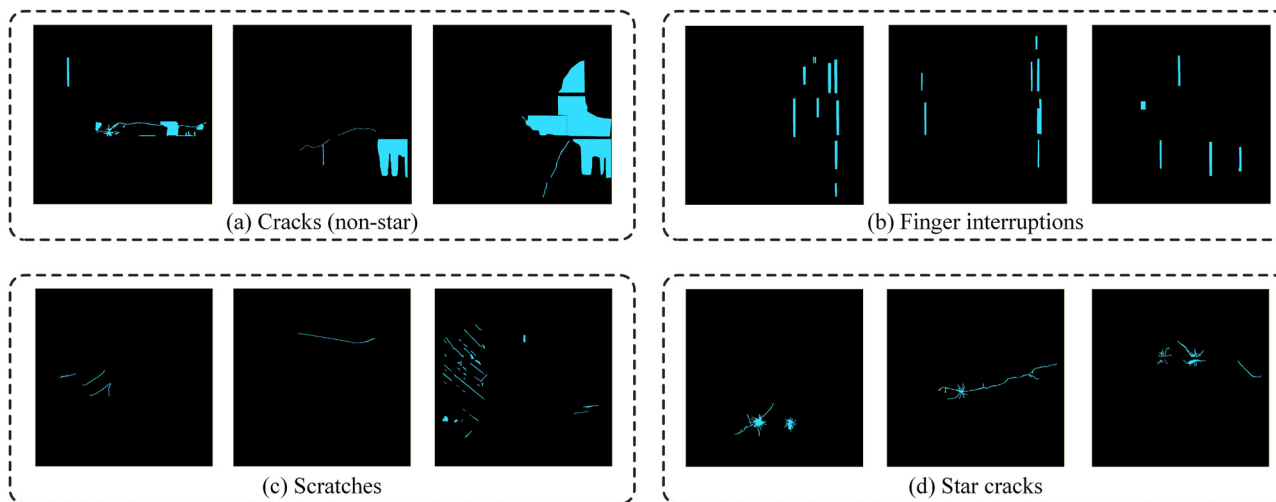 (a) Cracks (non-star)
(b) Finger interruptions
(c) Scratches
(d) Star cracks